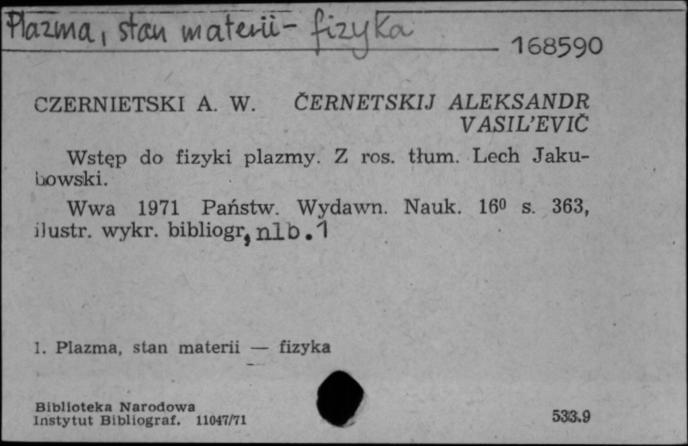 Plazma, stan materii - fizyka
168590
CZERNIETSKI A. W. ČERNETSKIJ ALEKSANDR
VASIL'EVIČ
Wstęp do fizyki plazmy. Z ros. tłum. Lech Jaku-
bowski.
Wwa 1971 Państw. Wydawn. Nauk. 16⁰ s. 363,
ilustr. wykr. bibliogr, nlb.1
1. Plazma, stan materii — fizyka
Biblioteka Narodowa
Instytut Bibliograf. 11047/71
533.9